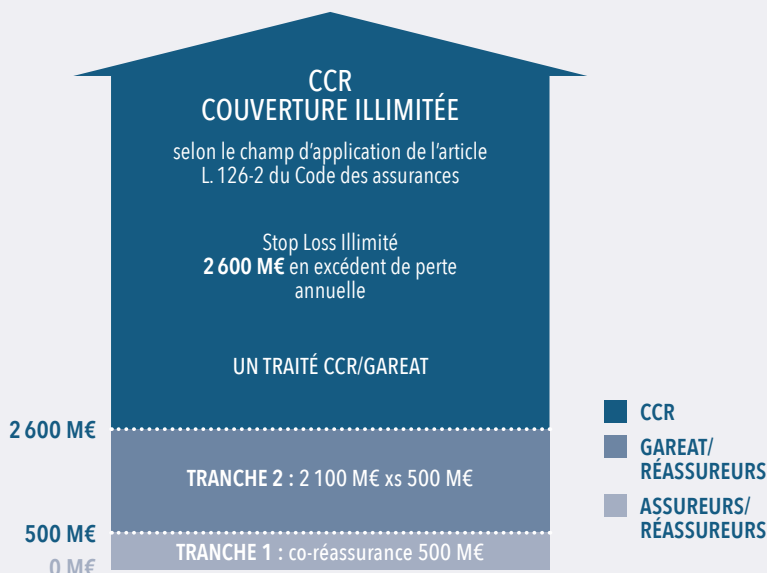 CCR
COUVERTURE ILLIMITÉE
selon le champ d'application de l'article
L. 126-2 du Code des assurances
Stop Loss Illimité
2 600 M€ en excédent de perte
annuelle
UN TRAITÉ CCR/GAREAT
2 600 M€
TRANCHE 2 : 2 100 M€ xs 500 M€
500 M€
TRANCHE 1 : co-réassurance 500 M€
0 M€
CCR
GAREAT/
RÉASSUREURS
ASSUREURS/
RÉASSUREURS